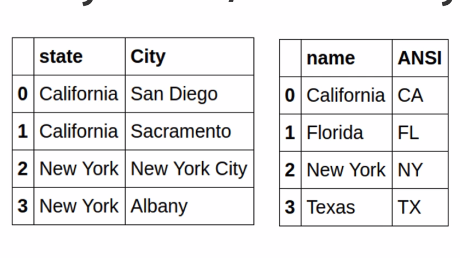 state City
0 California San Diego
1 California Sacramento
2 New York New York City
3 New York Albany
name ANSI
0 California CA
1 Florida FL
2 New York NY
3 Texas TX